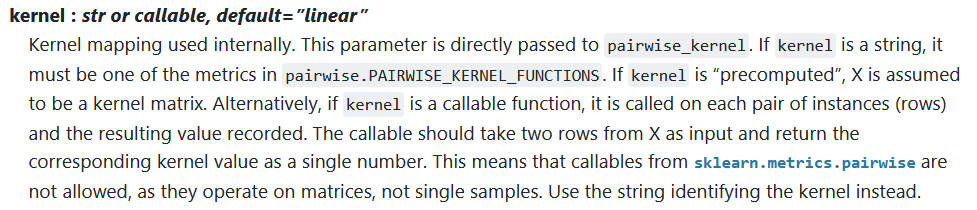 kernel : str or callable, default=”linear”
Kernel mapping used internally. This parameter is directly passed to pairwise_kernel. If kernel is a string, it
must be one of the metrics in pairwise.PAIRWISE_KERNEL_FUNCTIONS. If kernel is “precomputed”, X is assumed
to be a kernel matrix. Alternatively, if kernel is a callable function, it is called on each pair of instances (rows)
and the resulting value recorded. The callable should take two rows from X as input and return the
corresponding kernel value as a single number. This means that callables from sklearn.metrics.pairwise are
not allowed, as they operate on matrices, not single samples. Use the string identifying the kernel instead.